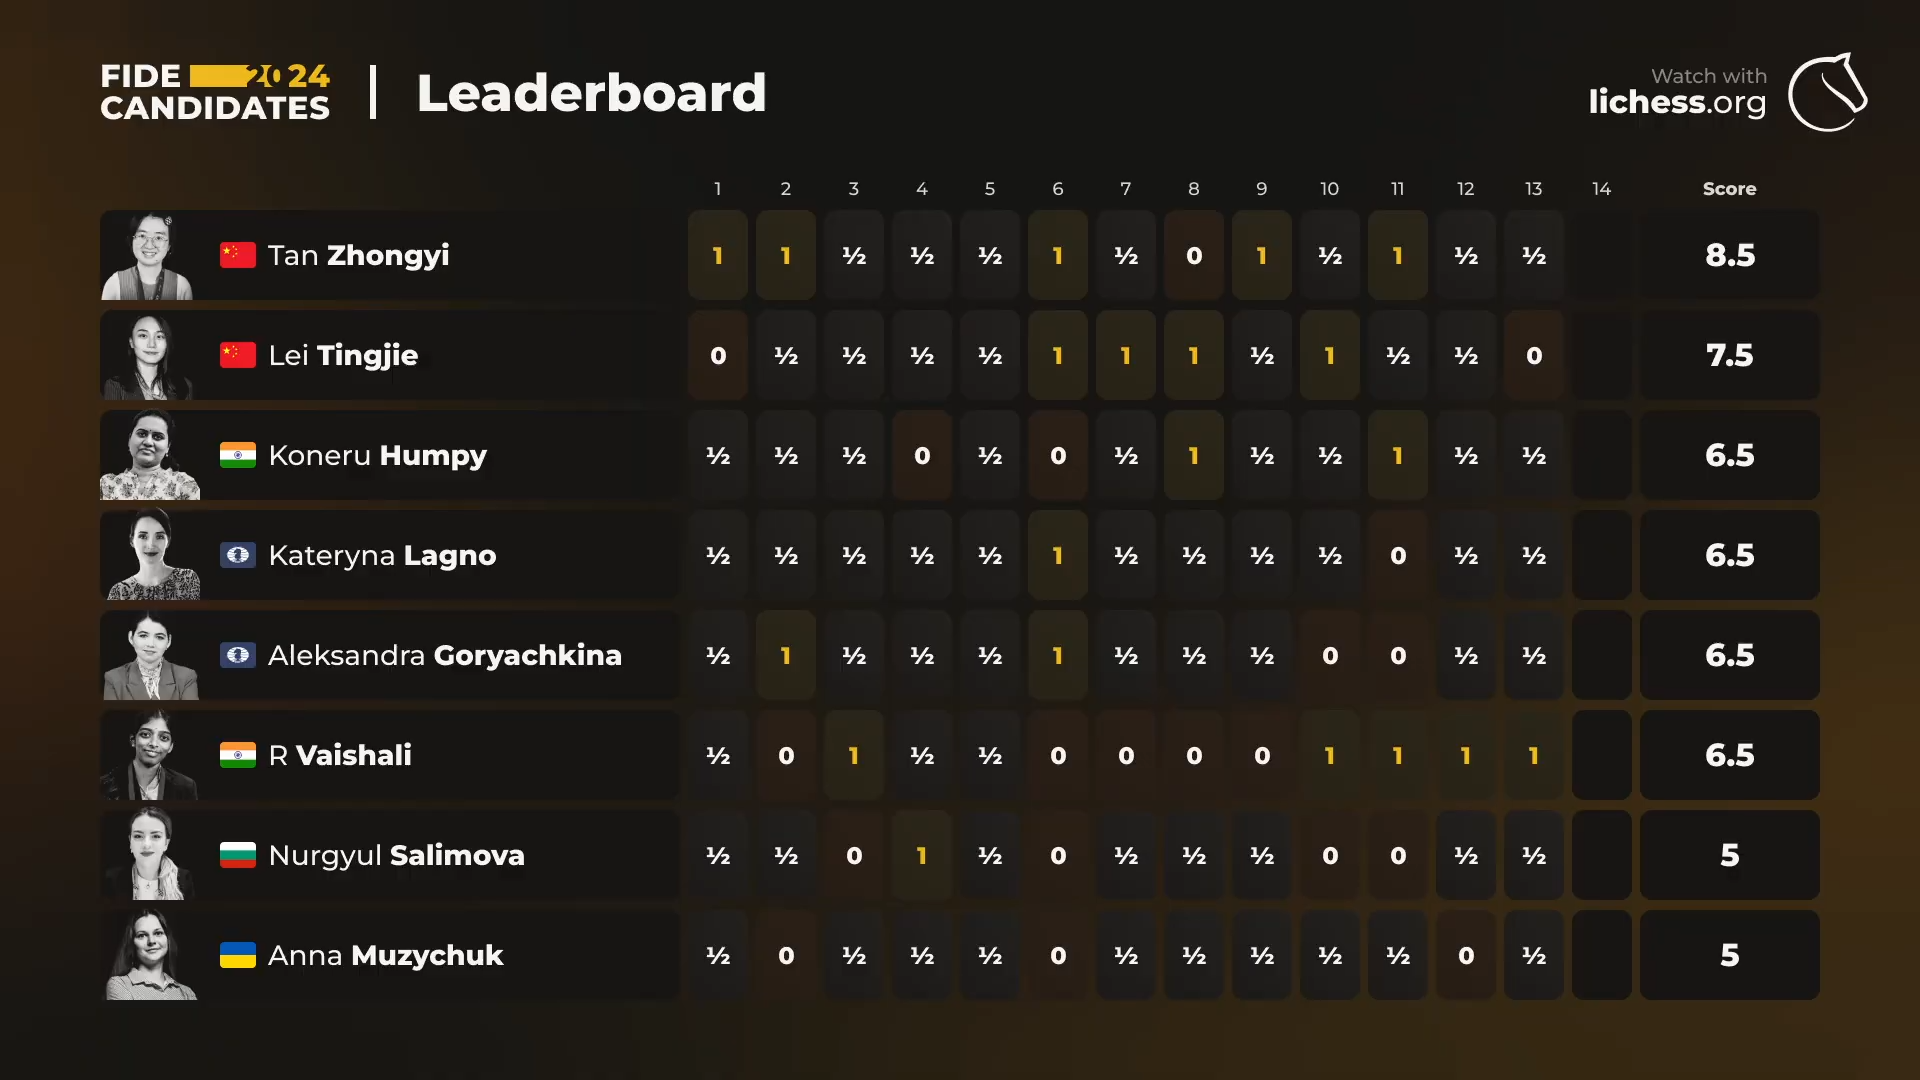 FIDE 2024
CANDIDATES
Leaderboard
Watch with
lichess.org
1 2 3 4 5 6 7 8 9 10 11 12 13 14 Score
Tan Zhongyi 1 1 ½ ½ ½ 1 ½ 0 1 ½ 1 ½ ½ 8.5
Lei Tingjie 0 ½ ½ ½ ½ 1 1 1 ½ 1 ½ ½ 0 7.5
Koneru Humpy ½ ½ ½ 0 ½ 0 ½ 1 ½ ½ 1 ½ ½ 6.5
Kateryna Lagno ½ ½ ½ ½ ½ 1 ½ ½ ½ ½ 0 ½ ½ 6.5
Aleksandra Goryachkina ½ 1 ½ ½ ½ 1 ½ ½ ½ 0 0 ½ ½ 6.5
R Vaishali ½ 0 1 ½ ½ 0 0 0 0 1 1 1 1 6.5
Nurgyul Salimova ½ ½ 0 1 ½ 0 ½ ½ ½ 0 0 ½ ½ 5
Anna Muzychuk ½ 0 ½ ½ ½ 0 ½ ½ ½ ½ ½ 0 ½ 5